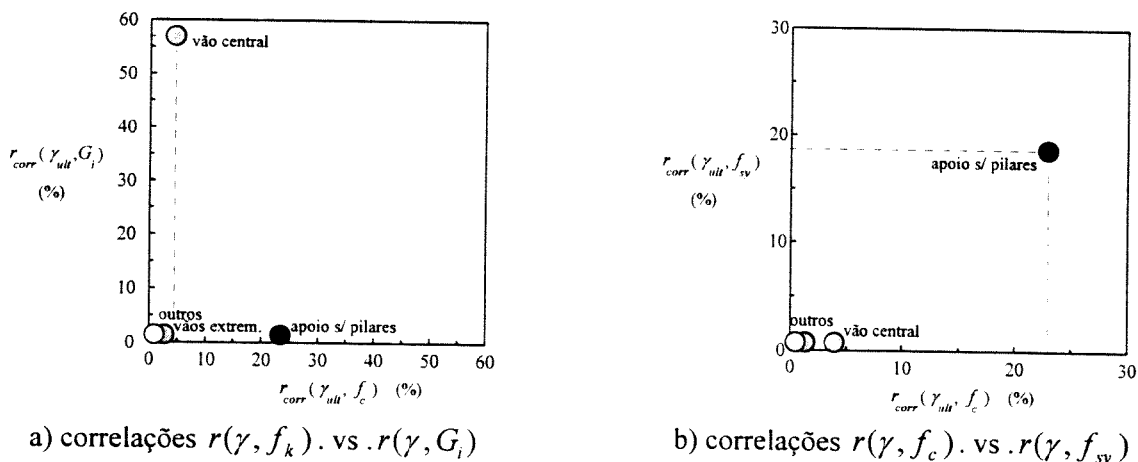 60
50
40
30
20
10
0
r_corr(γ_ult,G_i)
(%)
vão central
outros
vãos extrem.
apoio s/ pilares
0 10 20 30 40 50 60
r_corr(γ_ult, f_c) (%)
a) correlações r(γ, f_k). vs .r(γ, G_i)
30
20
10
0
r_corr(γ_ult, f_sy)
(%)
apoio s/ pilares
outros
vão central
0 10 20 30
r_corr(γ_ult, f_c) (%)
b) correlações r(γ, f_c). vs .r(γ, f_sy)